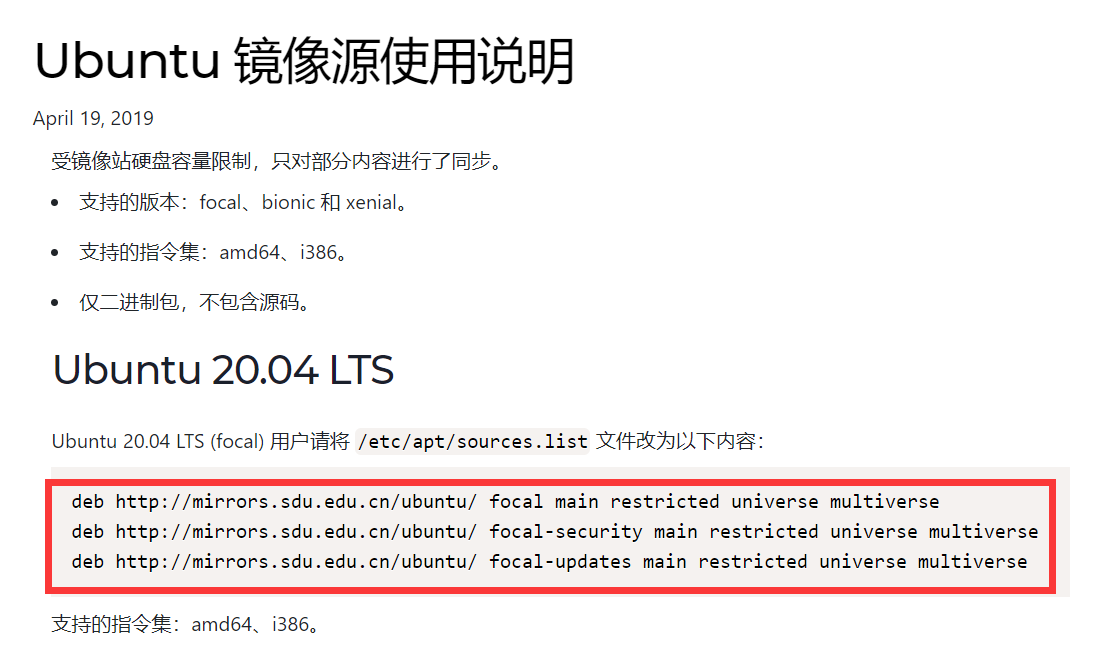 Ubuntu 镜像源使用说明
April 19, 2019
受镜像站硬盘容量限制，只对部分内容进行了同步。
支持的版本：focal、bionic 和 xenial。
支持的指令集：amd64、i386。
仅二进制包，不包含源码。
Ubuntu 20.04 LTS
Ubuntu 20.04 LTS (focal) 用户请将 /etc/apt/sources.list 文件改为以下内容：
deb http://mirrors.sdu.edu.cn/ubuntu/ focal main restricted universe multiverse
deb http://mirrors.sdu.edu.cn/ubuntu/ focal-security main restricted universe multiverse
deb http://mirrors.sdu.edu.cn/ubuntu/ focal-updates main restricted universe multiverse
支持的指令集：amd64、i386。